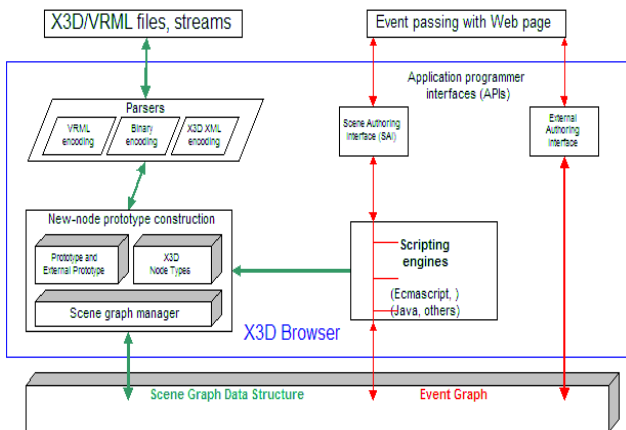 X3D/VRML files, streams
Event passing with Web page
Application programmer
interfaces (APIs)
Parsers
VRML
encoding
Binary
encoding
X3D XML
encoding
Scene Authoring
Interface (SAI)
External
Authoring
Interface
New-node prototype construction
Prototype and
External Prototype
X3D
Node Types
Scene graph manager
Scripting
engines
(Ecmascript, )
(Java, others)
X3D Browser
Scene Graph Data Structure
Event Graph